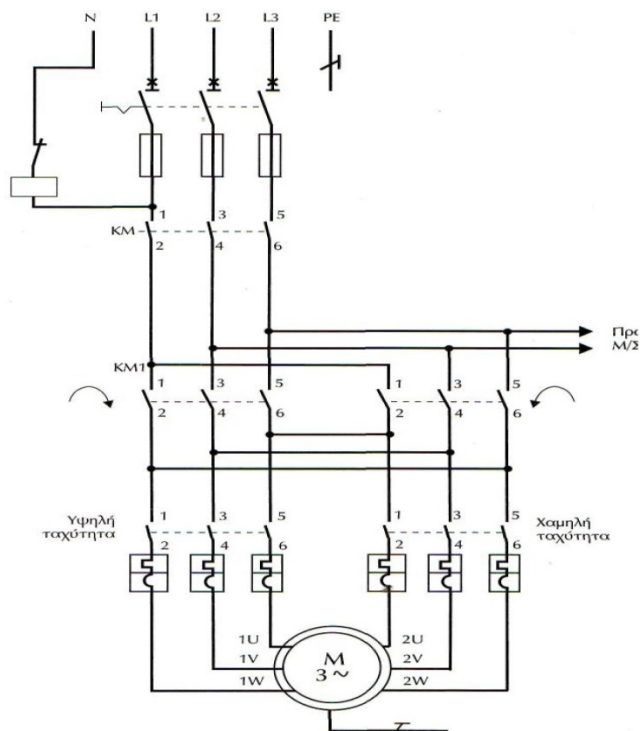 N L1 L2 L3 PE
1 3 5
KM
2 4 6
Προ
Μ/Σ
KM1
1 3 5 1 3 5
2 4 6 2 4 6
Υψηλή
ταχύτητα
1 3 5 1 3 5
2 4 6 2 4 6
Χαμηλή
ταχύτητα
1U 2U
1V 2V
1W 2W
M
3 ~